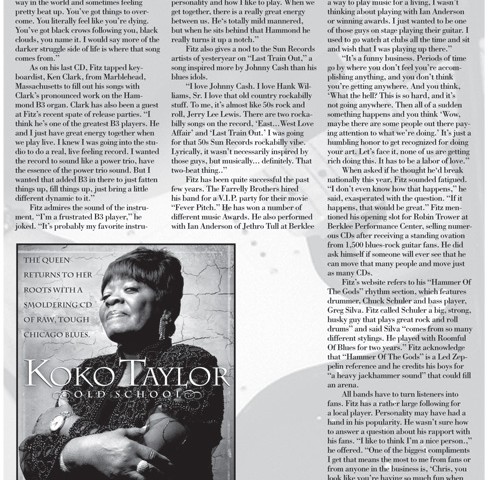 way in the world and sometimes feeling
pretty beat up. You've got things to over-
come. You literally feel like you're dying.
You've got black crows following you, black
clouds, you name it. I would say more of the
darker struggle side of life is where that song
comes from."
As on his last CD, Fitz tapped key-
boardist, Ken Clark, from Marblehead,
Massachusetts to fill out his songs with
Clark's pronounced work on the Ham-
mond B3 organ. Clark has also been a guest
at Fitz's recent spate of release parties. "I
think he's one of the greatest B3 players. He
and I just have great energy together when
we play live. I knew I was going into the stu-
dio to do a real, live feeling record. I wanted
the record to sound like a power trio, have
the essence of the power trio sound. But I
wanted that added B3 in there to just fatten
things up, fill things up, just bring a little
different dynamic to it."
Fitz admires the sound of the instru-
ment. "I'm a frustrated B3 player," he
joked. "It's probably my favorite instru-
personality and how I like to play. When we
get together, there is a really great energy
between us. He's totally mild mannered,
but when he sits behind that Hammond he
really turns it up a notch."
Fitz also gives a nod to the Sun Records
artists of yesteryear on "Last Train Out," a
song inspired more by Johnny Cash than his
blues idols.
"I love Johnny Cash. I love Hank Wil-
liams, Sr. I love that old country rockabilly
stuff. To me, it's almost like 50s rock and
roll, Jerry Lee Lewis. There are two rocka-
billy songs on the record, 'East... West Love
Affair' and 'Last Train Out.' I was going
for that 50s Sun Records rockabilly vibe.
Lyrically, it wasn't necessarily inspired by
those guys, but musically... definitely. That
two-beat thing.."
Fitz has been quite successful the past
few years. The Farrelly Brothers hired
his band for a V.I.P. party for their movie
"Fever Pitch." He has won a number of
different music Awards. He also performed
with Ian Anderson of Jethro Tull at Berklee
a way to play music for a living. I wasn't
thinking about playing with Ian Anderson
or winning awards. I just wanted to be one
of those guys on stage playing their guitar. I
used to go watch at clubs all the time and sit
and wish that I was playing up there."
"It's a funny business. Periods of time
go by where you don't feel you're accom-
plishing anything, and you don't think
you're getting anywhere. And you think,
'What the hell? This is so hard, and it's
not going anywhere. Then all of a sudden
something happens and you think, 'Wow,
maybe there are some people out there pay-
ing attention to what we're doing.' It's just a
humbling honor to get recognized for doing
your art. Let's face it, none of us are getting
rich doing this. It has to be a labor of love."
When asked if he thought he'd break
nationally this year, Fitz sounded fatigued.
"I don't even know how that happens," he
said, exasperated with the question. "If it
happens, that would be great." Fitz men-
tioned his opening slot for Robin Trower at
Berklee Performance Center, selling numer-
ous CDs after receiving a standing ovation
from 1,500 blues-rock guitar fans. He did
ask himself if someone will ever see that he
can move that many people and move just
as many CDs.
Fitz's website refers to his "Hammer Of
The Gods" rhythm section, which features
drummer, Chuck Schuler and bass player,
Greg Silva. Fitz called Schuler a big, strong,
husky guy that plays great rock and roll
drums" and said Silva "comes from so many
different stylings. He played with Roomful
Of Blues for two years." Fitz acknowledge
that "Hammer Of The Gods" is a Led Zep-
pelin reference and he credits his boys for
"a heavy jackhammer sound" that could fill
an arena.
All bands have to turn listeners into
fans. Fitz has a rather large following for
a local player. Personality may have had a
hand in his popularity. He wasn't sure how
to answer a question about his rapport with
his fans. "I like to think I'm a nice person.,"
he offered. "One of the biggest compliments
I get that means the most to me from fans or
from anyone in the business is, 'Chris, you
look like you're having so much fun when
THE QUEEN
RETURNS TO HER
ROOTS WITH A
SMOLDERING CD
OF RAW, TOUGH
CHICAGO BLUES.
KOKO TAYLOR
OLD SCHOOL